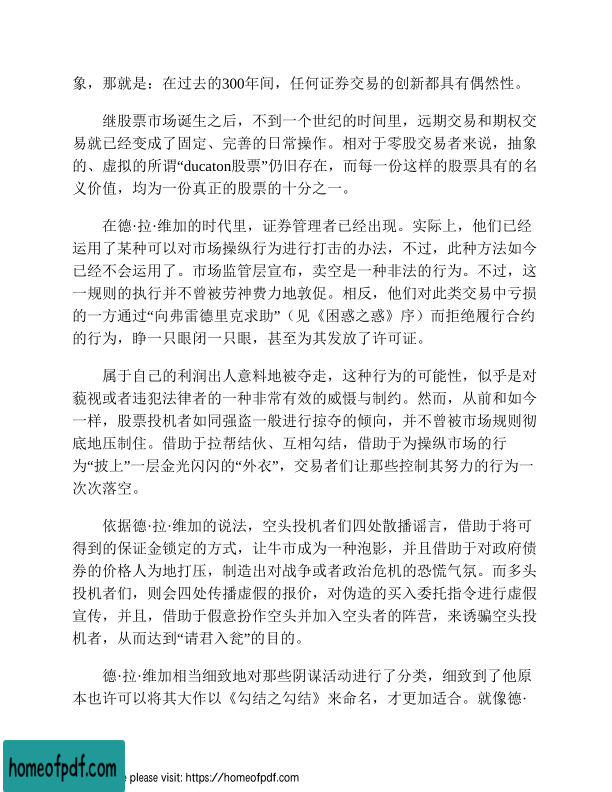 象，那就是：在过去的300年间，任何证券交易的创新都具有偶然性。
继股票市场诞生之后，不到一个世纪的时间里，远期交易和期权交
易就已经变成了固定、完善的日常操作。相对于零股交易者来说，抽象
的、虚拟的所谓“ducaton股票”仍旧存在，而每一份这样的股票具有的名
义价值，均为一份真正的股票的十分之一。
在德·拉·维加的时代里，证券管理者已经出现。实际上，他们已经
运用了某种可以对市场操纵行为进行打击的办法，不过，此种方法如今
已经不会运用了。市场监管层宣布，卖空是一种非法的行为。不过，这
一规则的执行并不曾被劳神费力地敦促。相反，他们对此类交易中亏损
的一方通过“向弗雷德里克求助”（见《困惑之惑》序）而拒绝履行合约
的行为，睁一只眼闭一只眼，甚至为其发放了许可证。
属于自己的利润出人意料地被夺走，这种行为的可能性，似乎是对
藐视或者违犯法律者的一种非常有效的威慑与制约。然而，从前和如今
一样，股票投机者如同强盗一般进行掠夺的倾向，并不曾被市场规则彻
底地压制住。借助于拉帮结伙、互相勾结，借助于为操纵市场的行
为“披上”一层金光闪闪的“外衣”，交易者们让那些控制其努力的行为一
次次落空。
依据德·拉·维加的说法，空头投机者们四处散播谣言，借助于将可
得到的保证金锁定的方式，让牛市成为一种泡影，并且借助于对政府债
券的价格人为地打压，制造出对战争或者政治危机的恐慌气氛。而多头
投机者们，则会四处传播虚假的报价，对伪造的买入委托指令进行虚假
宣传，并且，借助于假意扮作空头并加入空头者的阵营，来诱骗空头投
机者，从而达到“请君入瓮”的目的。
德·拉·维加相当细致地对那些阴谋活动进行了分类，细致到了他原
本也许可以将其大作以《勾结之勾结》来命名，才更加适合。就像德·
homeofpdf.com
please visit: https://homeofpdf.com